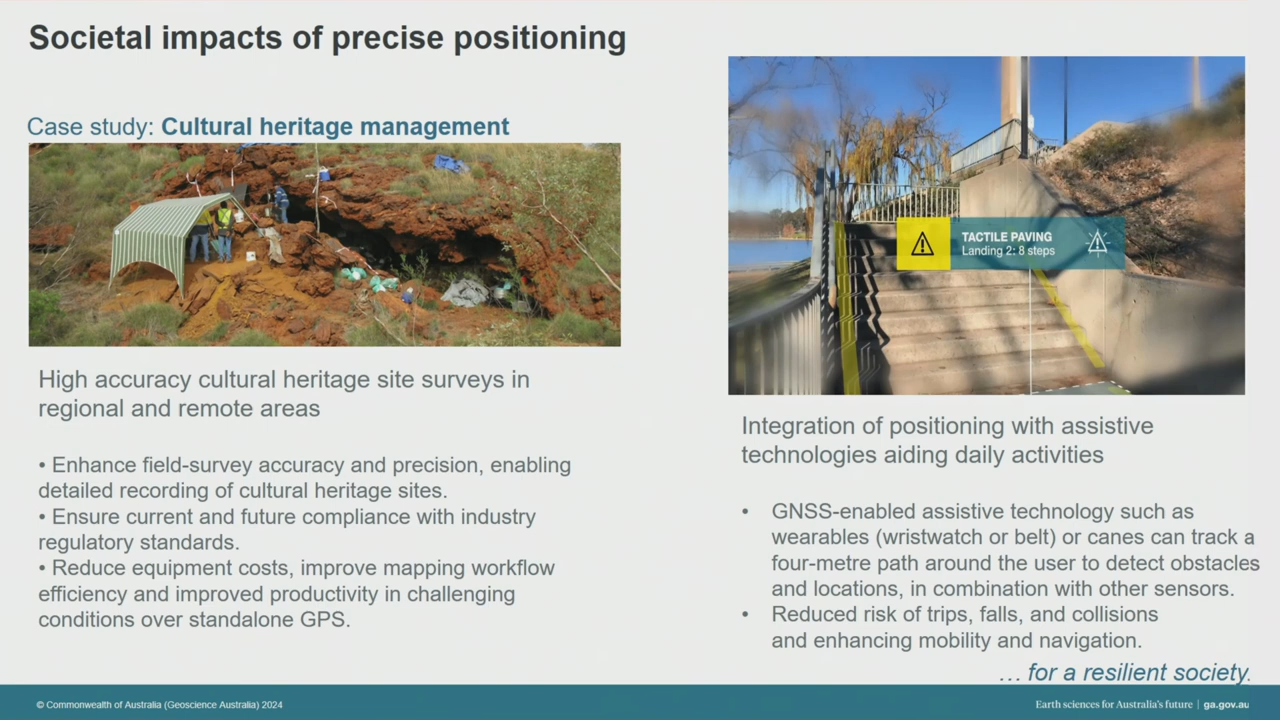 Societal impacts of precise positioning
Case study: Cultural heritage management
High accuracy cultural heritage site surveys in
regional and remote areas
• Enhance field-survey accuracy and precision, enabling
detailed recording of cultural heritage sites.
• Ensure current and future compliance with industry
regulatory standards.
• Reduce equipment costs, improve mapping workflow
efficiency and improved productivity in challenging
conditions over standalone GPS.
TACTILE PAVING
Landing 2: 8 steps
Integration of positioning with assistive
technologies aiding daily activities
• GNSS-enabled assistive technology such as
wearables (wristwatch or belt) or canes can track a
four-metre path around the user to detect obstacles
and locations, in combination with other sensors.
• Reduced risk of trips, falls, and collisions
and enhancing mobility and navigation.
… for a resilient society.
© Commonwealth of Australia (Geoscience Australia) 2024
Earth sciences for Australia's future | ga.gov.au